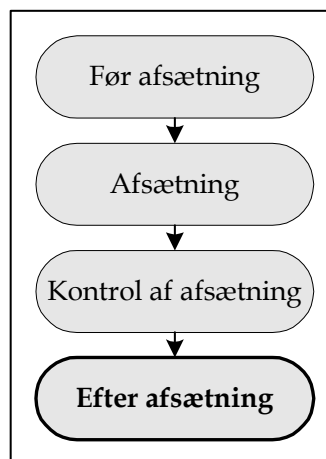 Før afsætning
Afsætning
Kontrol af afsætning
Efter afsætning